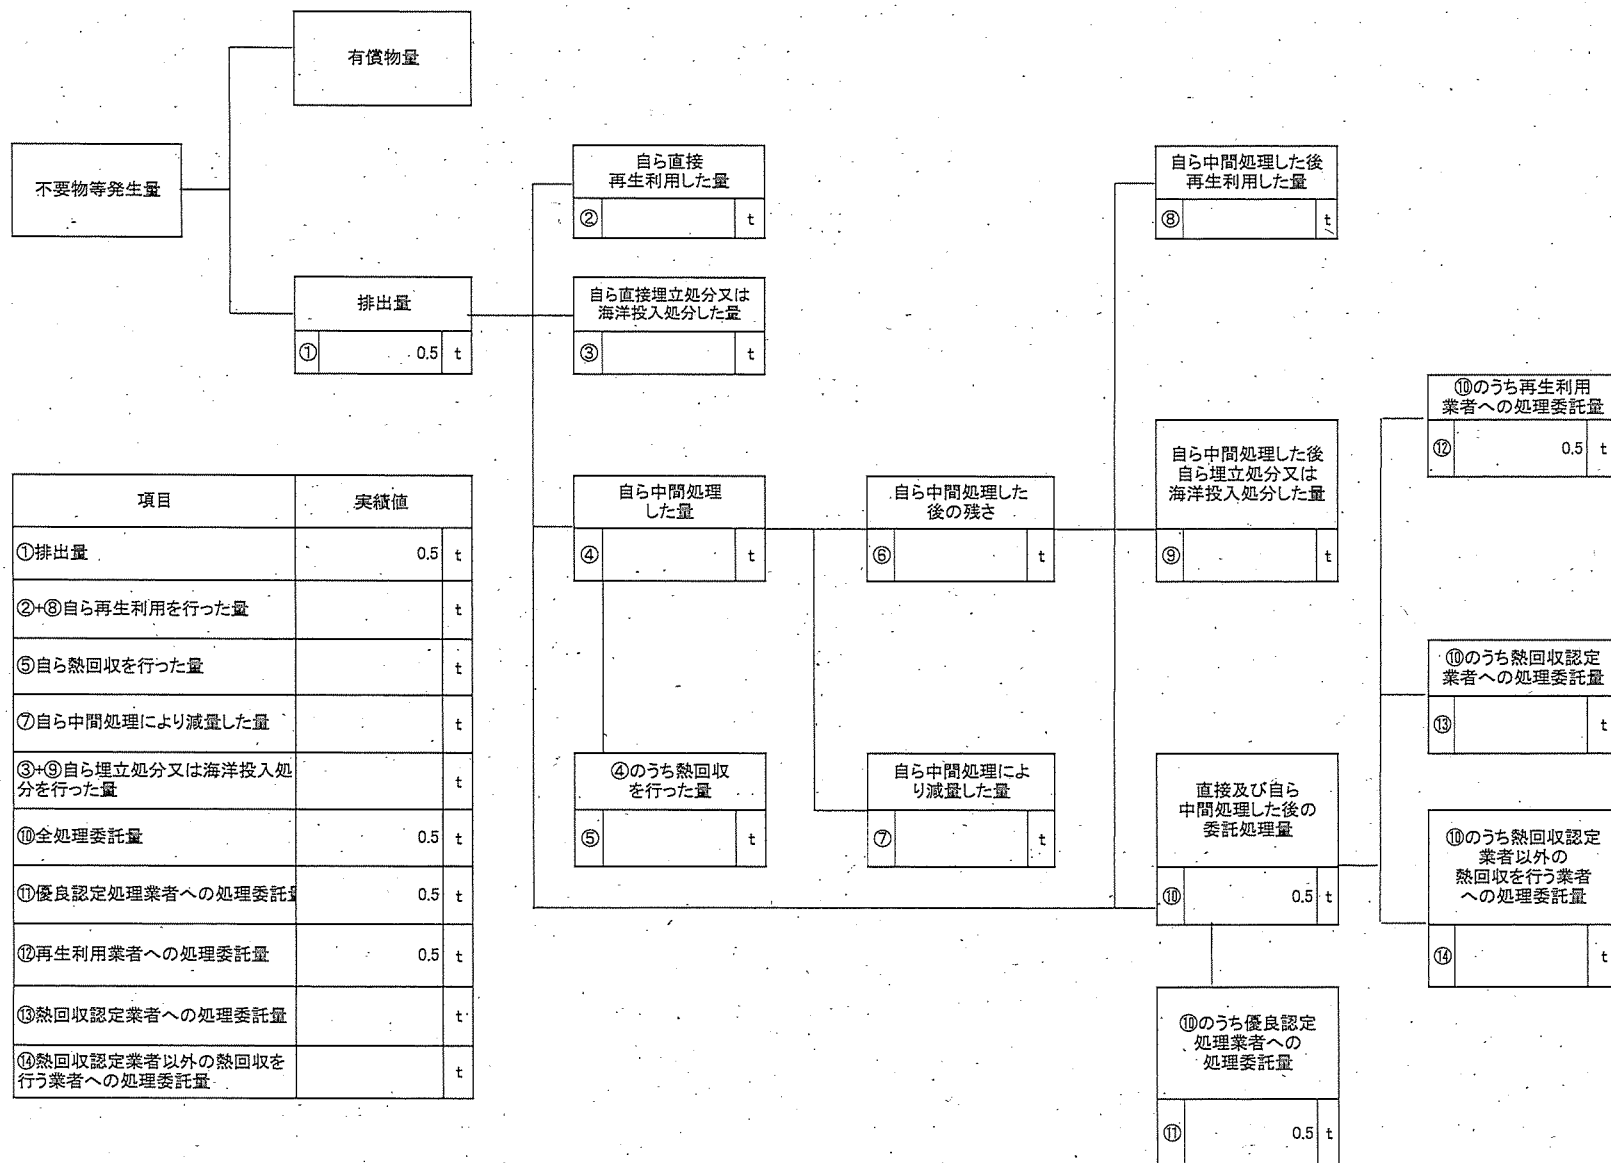 有償物量
不要物等発生量
排出量
① 0.5 t
自ら直接
再生利用した量
② t
自ら直接埋立処分又は
海洋投入処分した量
③ t
自ら中間処理
した量
④ t
④のうち熱回収
を行った量
⑤ t
自ら中間処理した
後の残さ
⑥ t
自ら中間処理によ
り減量した量
⑦ t
自ら中間処理した後
再生利用した量
⑧ t
自ら中間処理した後
自ら埋立処分又は
海洋投入処分した量
⑨ t
直接及び自ら
中間処理した後の
委託処理量
⑩ 0.5 t
⑩のうち優良認定
処理業者への
処理委託量
⑪ 0.5 t
⑩のうち再生利用
業者への処理委託量
⑫ 0.5 t
⑩のうち熱回収認定
業者への処理委託量
⑬ t
⑩のうち熱回収認定
業者以外の
熱回収を行う業者
への処理委託量
⑭ t
項目 実績値
①排出量 0.5 t
②+⑧自ら再生利用を行った量 t
⑤自ら熱回収を行った量 t
⑦自ら中間処理により減量した量 t
③+⑨自ら埋立処分又は海洋投入処
分を行った量 t
⑩全処理委託量 0.5 t
⑪優良認定処理業者への処理委託量 0.5 t
⑫再生利用業者への処理委託量 0.5 t
⑬熱回収認定業者への処理委託量 t
⑭熱回収認定業者以外の熱回収を
行う業者への処理委託量 t